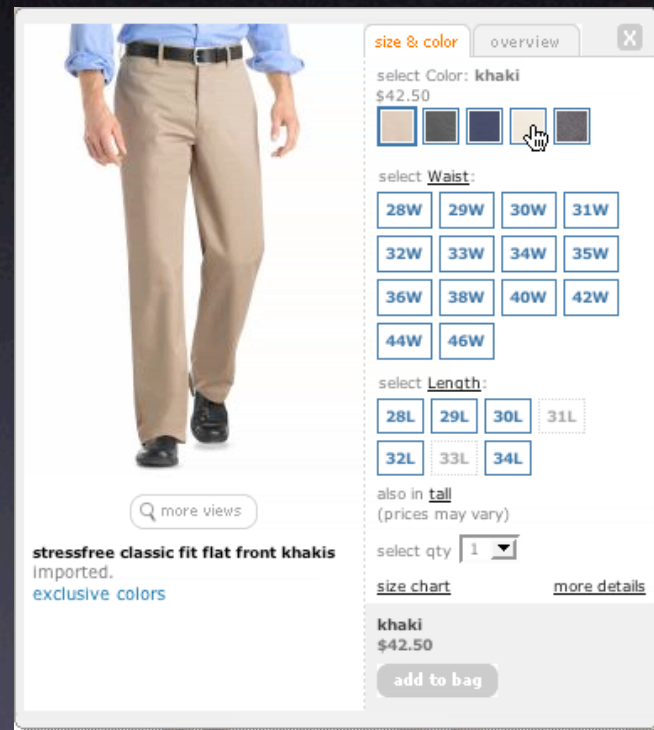 size & color
overview
X
select Color: khaki
$42.50
select Waist:
28W 29W 30W 31W
32W 33W 34W 35W
36W 38W 40W 42W
44W 46W
select Length:
28L 29L 30L 31L
32L 33L 34L
also in tall
(prices may vary)
select qty 1
size chart more details
khaki
$42.50
add to bag
more views
stressfree classic fit flat front khakis
imported.
exclusive colors